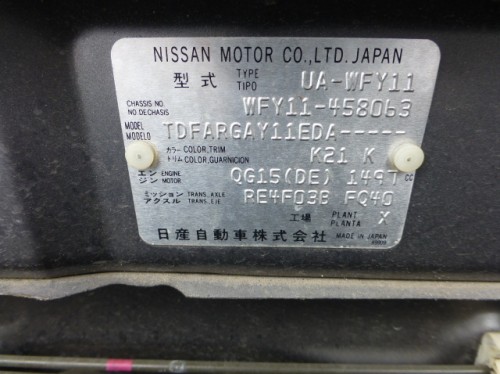 NISSAN MOTOR CO.,LTD. JAPAN
型式 TYPE TIPO UA-WFY11
CHASSIS NO. NO.DECHASIS WFY11-458063
MODEL MODELO TDFARGAY11EDA-----
カラー COLOR,TRIM K21 K
トリム COLOR,GUARNICION
エンジン ENGINE MOTOR QG15(DE) 1497 cc
ミッション TRANS.,AXLE RE4F03B FQ40
アクスル TRANS.,EJE
工場 PLANT PLANTA X
日産自動車株式会社 MADE IN JAPAN